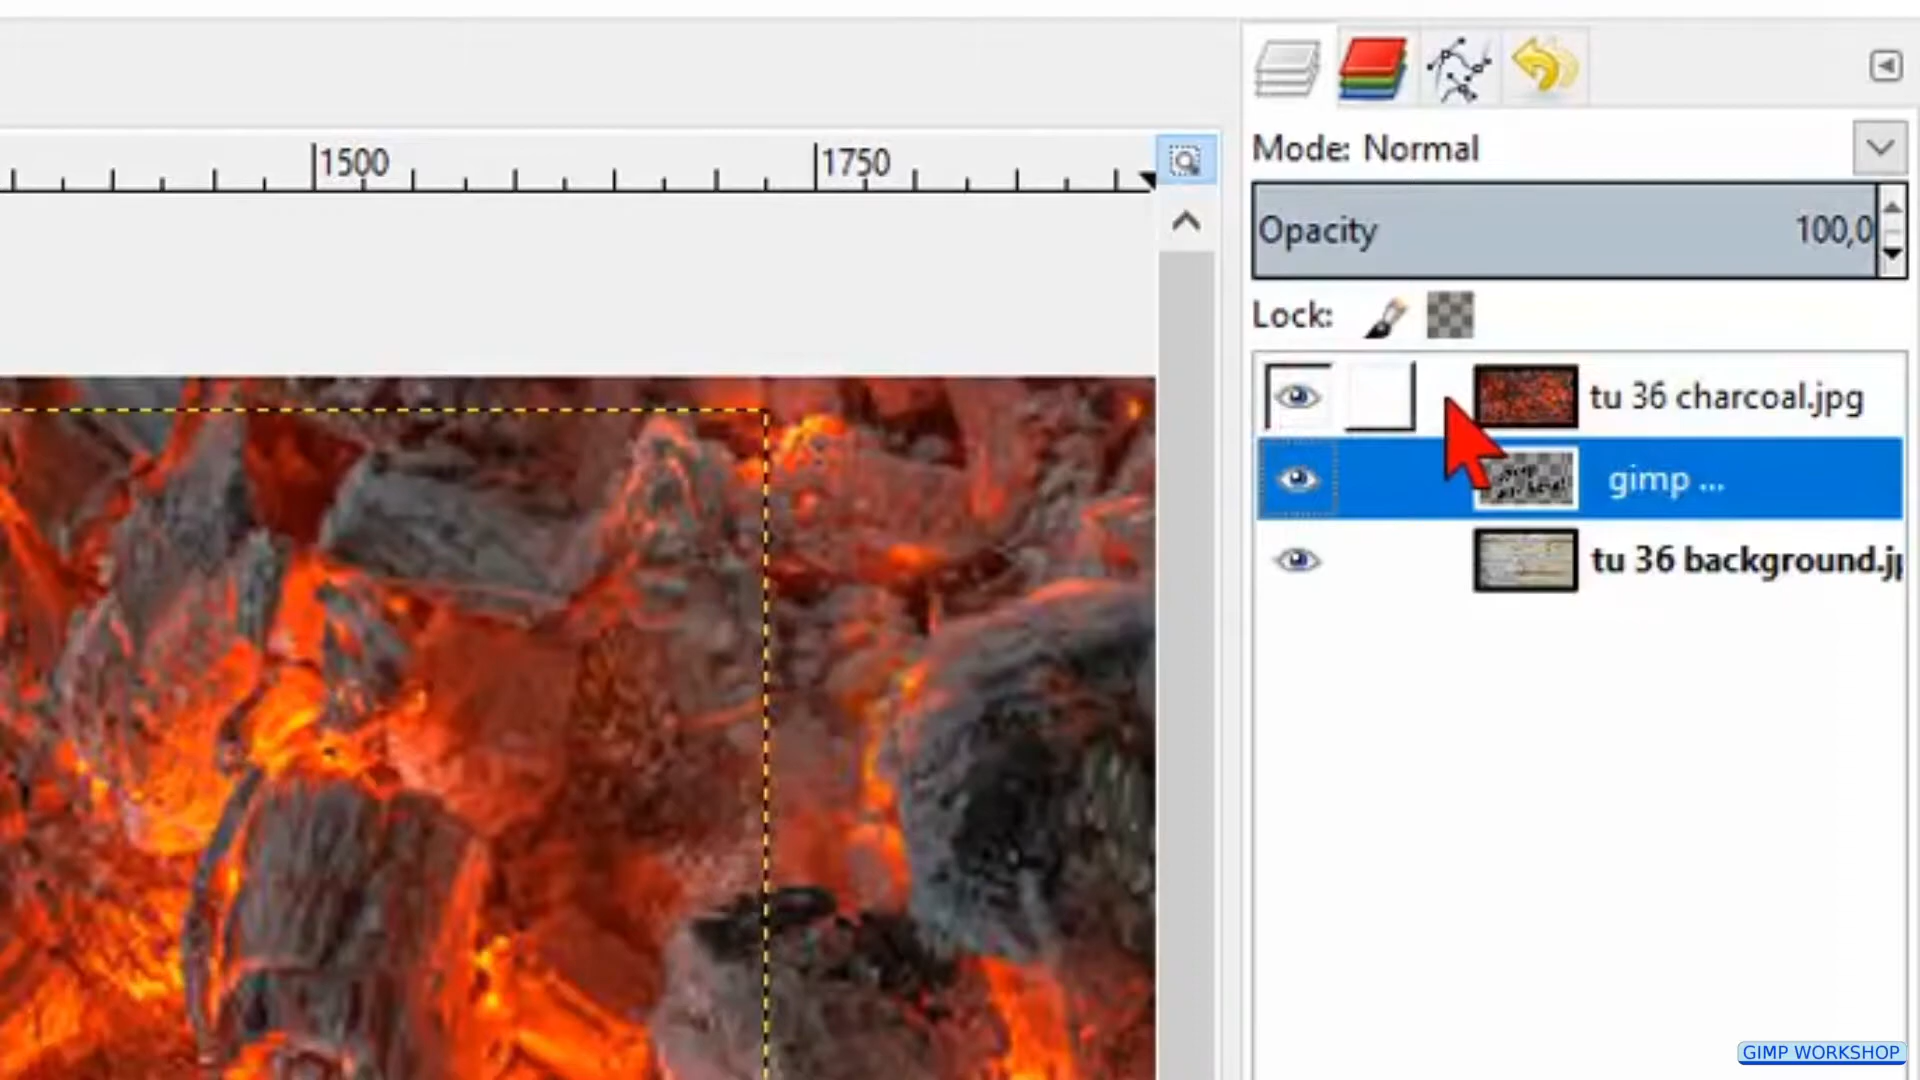 1500
1750
Mode: Normal
Opacity 100,0
Lock:
tu 36 charcoal.jpg
gimp ...
tu 36 background.j
GIMP WORKSHOP